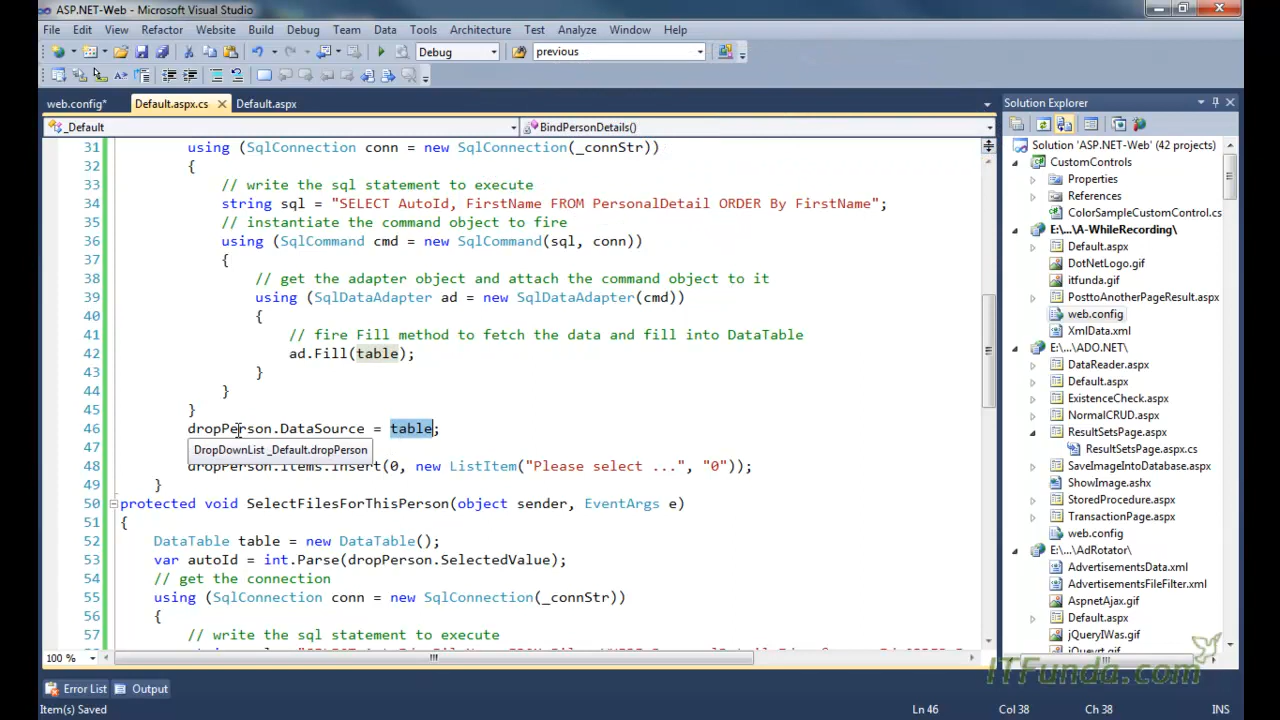 ASP.NET-Web - Microsoft Visual Studio
File Edit View Refactor Website Build Debug Team Data Tools Architecture Test Analyze Window Help
Debug previous
web.config* Default.aspx.cs Default.aspx
_Default BindPersonDetails()
31 using (SqlConnection conn = new SqlConnection(_connStr))
32 {
33 // write the sql statement to execute
34 string sql = "SELECT AutoId, FirstName FROM PersonalDetail ORDER By FirstName";
35 // instantiate the command object to fire
36 using (SqlCommand cmd = new SqlCommand(sql, conn))
37 {
38 // get the adapter object and attach the command object to it
39 using (SqlDataAdapter ad = new SqlDataAdapter(cmd))
40 {
41 // fire Fill method to fetch the data and fill into DataTable
42 ad.Fill(table);
43 }
44 }
45 }
46 dropPerson.DataSource = table;
47
DropDownList _Default.dropPerson
48 dropPerson.Items.Insert(0, new ListItem("Please select ...", "0"));
49 }
50 protected void SelectFilesForThisPerson(object sender, EventArgs e)
51 {
52 DataTable table = new DataTable();
53 var autoId = int.Parse(dropPerson.SelectedValue);
54 // get the connection
55 using (SqlConnection conn = new SqlConnection(_connStr))
56 {
57 // write the sql statement to execute
100 %
Error List Output
Item(s) Saved Ln 46 Col 38 Ch 38 INS
Solution Explorer
Solution 'ASP.NET-Web' (42 projects)
CustomControls
Properties
References
ColorSampleCustomControl.cs
E:\...\A-WhileRecording\
Default.aspx
DotNetLogo.gif
itfunda.gif
PosttoAnotherPageResult.aspx
web.config
XmlData.xml
E:\...\ADO.NET\
DataReader.aspx
Default.aspx
ExistenceCheck.aspx
NormalCRUD.aspx
ResultSetsPage.aspx
ResultSetsPage.aspx.cs
SaveImageIntoDatabase.aspx
ShowImage.ashx
StoredProcedure.aspx
TransactionPage.aspx
web.config
E:\...\AdRotator\
AdvertisementsData.xml
AdvertisementsFileFilter.xml
AspnetAjax.gif
Default.aspx
jQueryIWas.gif
ITFunda.com